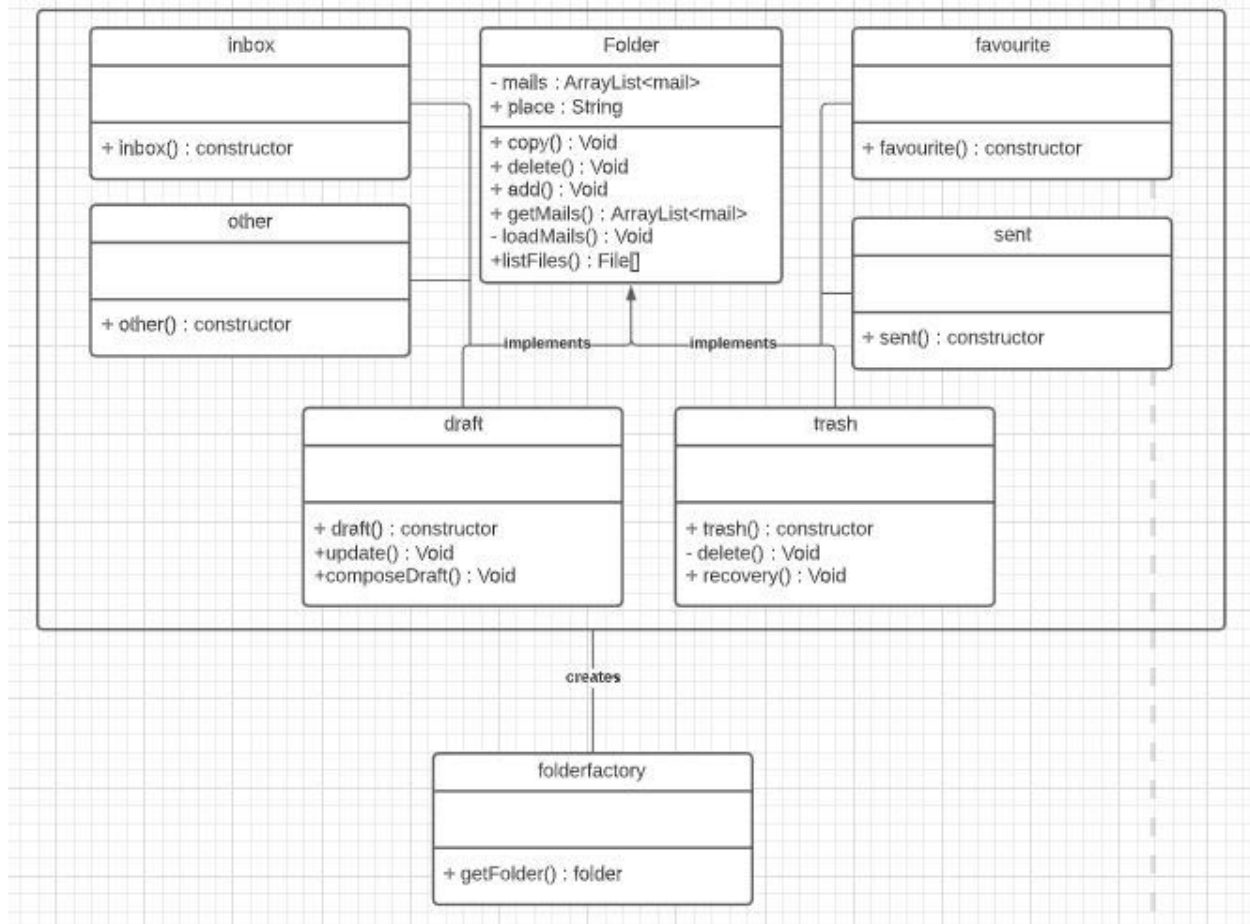 inbox
+ inbox() : constructor
Folder
- mails : ArrayList<mail>
+ place : String
+ copy() : Void
+ delete() : Void
+ add() : Void
+ getMails() : ArrayList<mail>
- loadMails() : Void
+listFiles() : File[]
favourite
+ favourite() : constructor
other
+ other() : constructor
sent
+ sent() : constructor
implements
implements
draft
+ draft() : constructor
+update() : Void
+composeDraft() : Void
trash
+ trash() : constructor
- delete() : Void
+ recovery() : Void
creates
folderfactory
+ getFolder() : folder